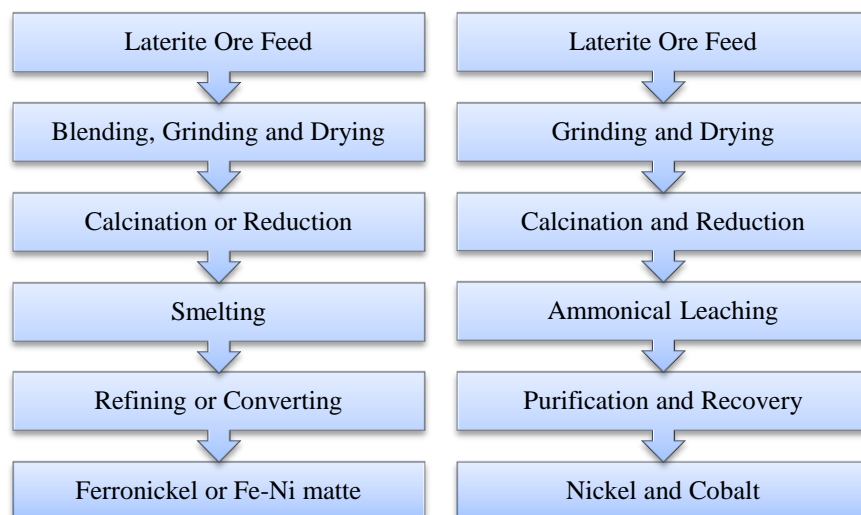 Laterite Ore Feed
Blending, Grinding and Drying
Calcination or Reduction
Smelting
Refining or Converting
Ferronickel or Fe-Ni matte
Laterite Ore Feed
Grinding and Drying
Calcination and Reduction
Ammonical Leaching
Purification and Recovery
Nickel and Cobalt